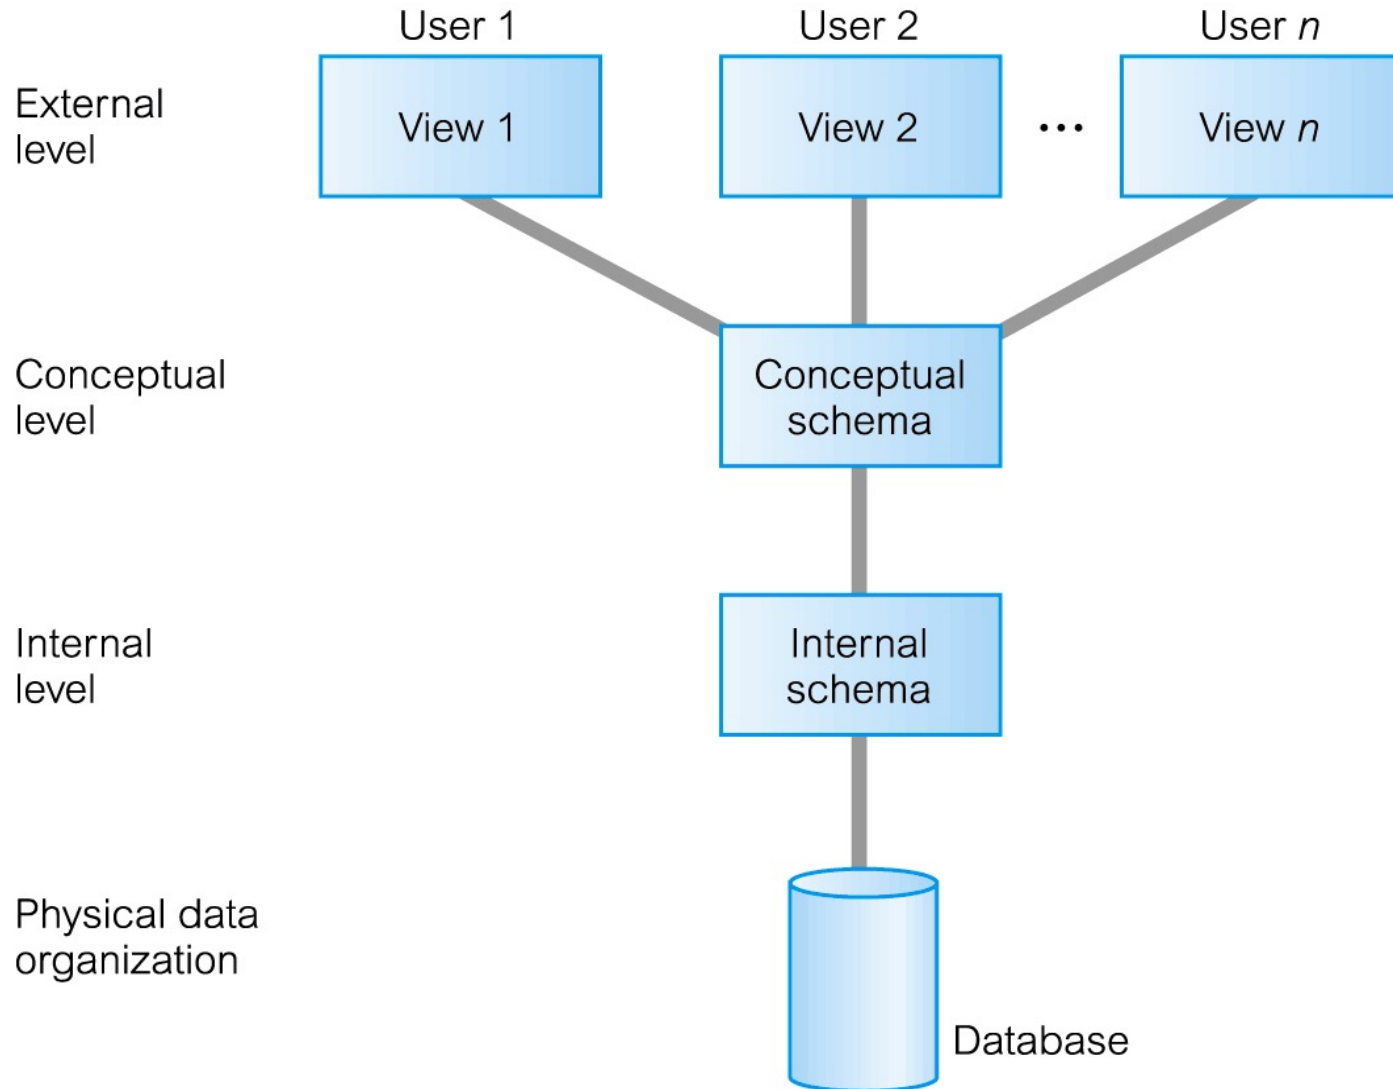 User 1
User 2
User n
External
level
View 1
View 2
...
View n
Conceptual
level
Conceptual
schema
Internal
level
Internal
schema
Physical data
organization
Database